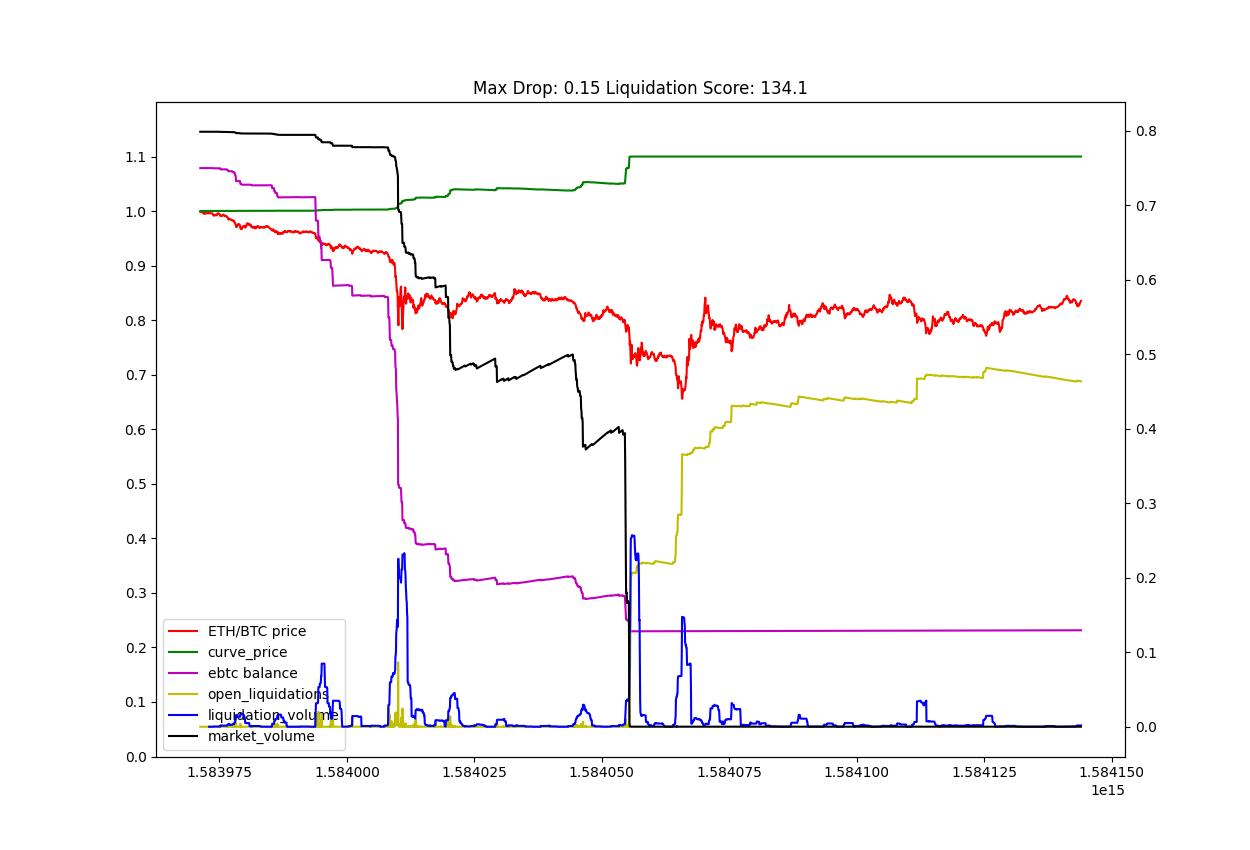 Max Drop: 0.15 Liquidation Score: 134.1
1.1
1.0
0.9
0.8
0.7
0.6
0.5
0.4
0.3
0.2
0.1
0.0
0.8
0.7
0.6
0.5
0.4
0.3
0.2
0.1
0.0
ETH/BTC price
curve_price
ebtc balance
open_liquidations
liquidation_volume
market_volume
1.583975 1.584000 1.584025 1.584050 1.584075 1.584100 1.584125 1.584150
1e15